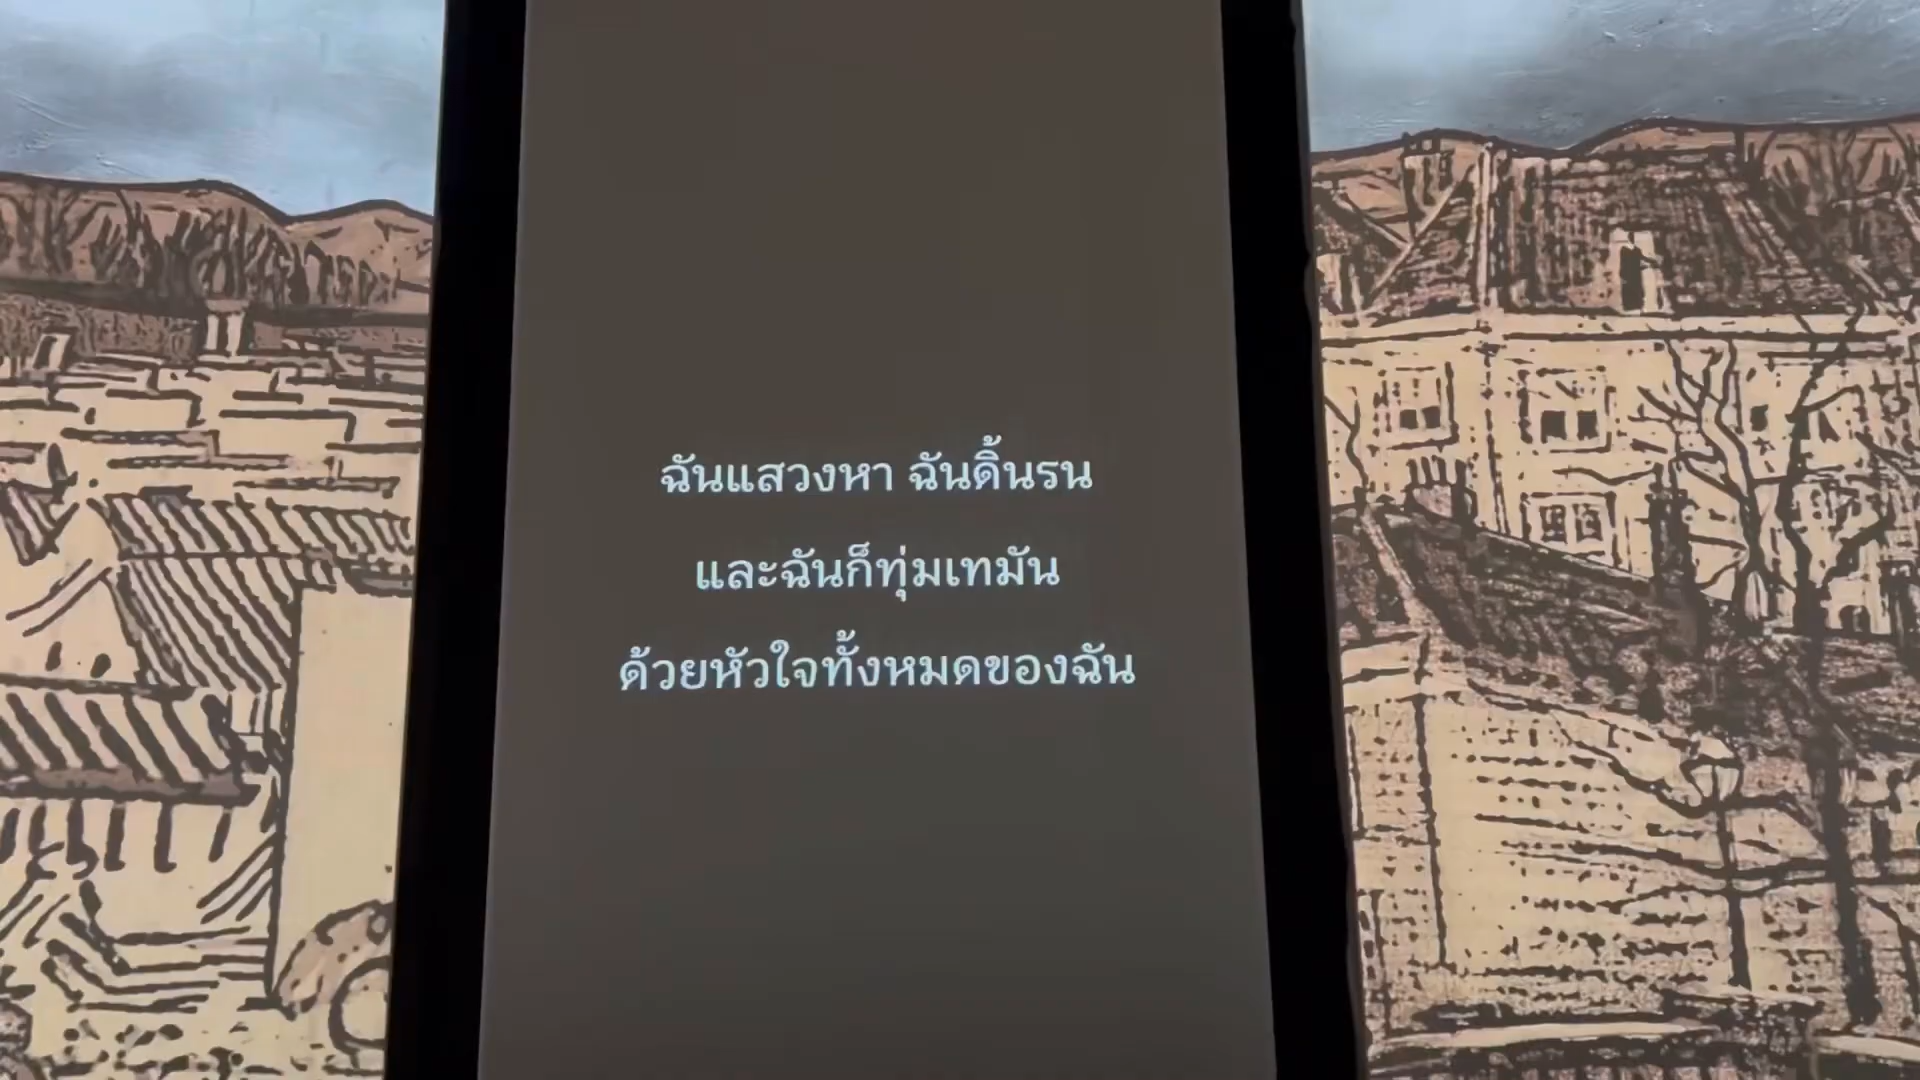 ฉันแสวงหา ฉันดิ้นรน
และฉันก็ทุ่มเทมัน
ด้วยหัวใจทั้งหมดของฉัน